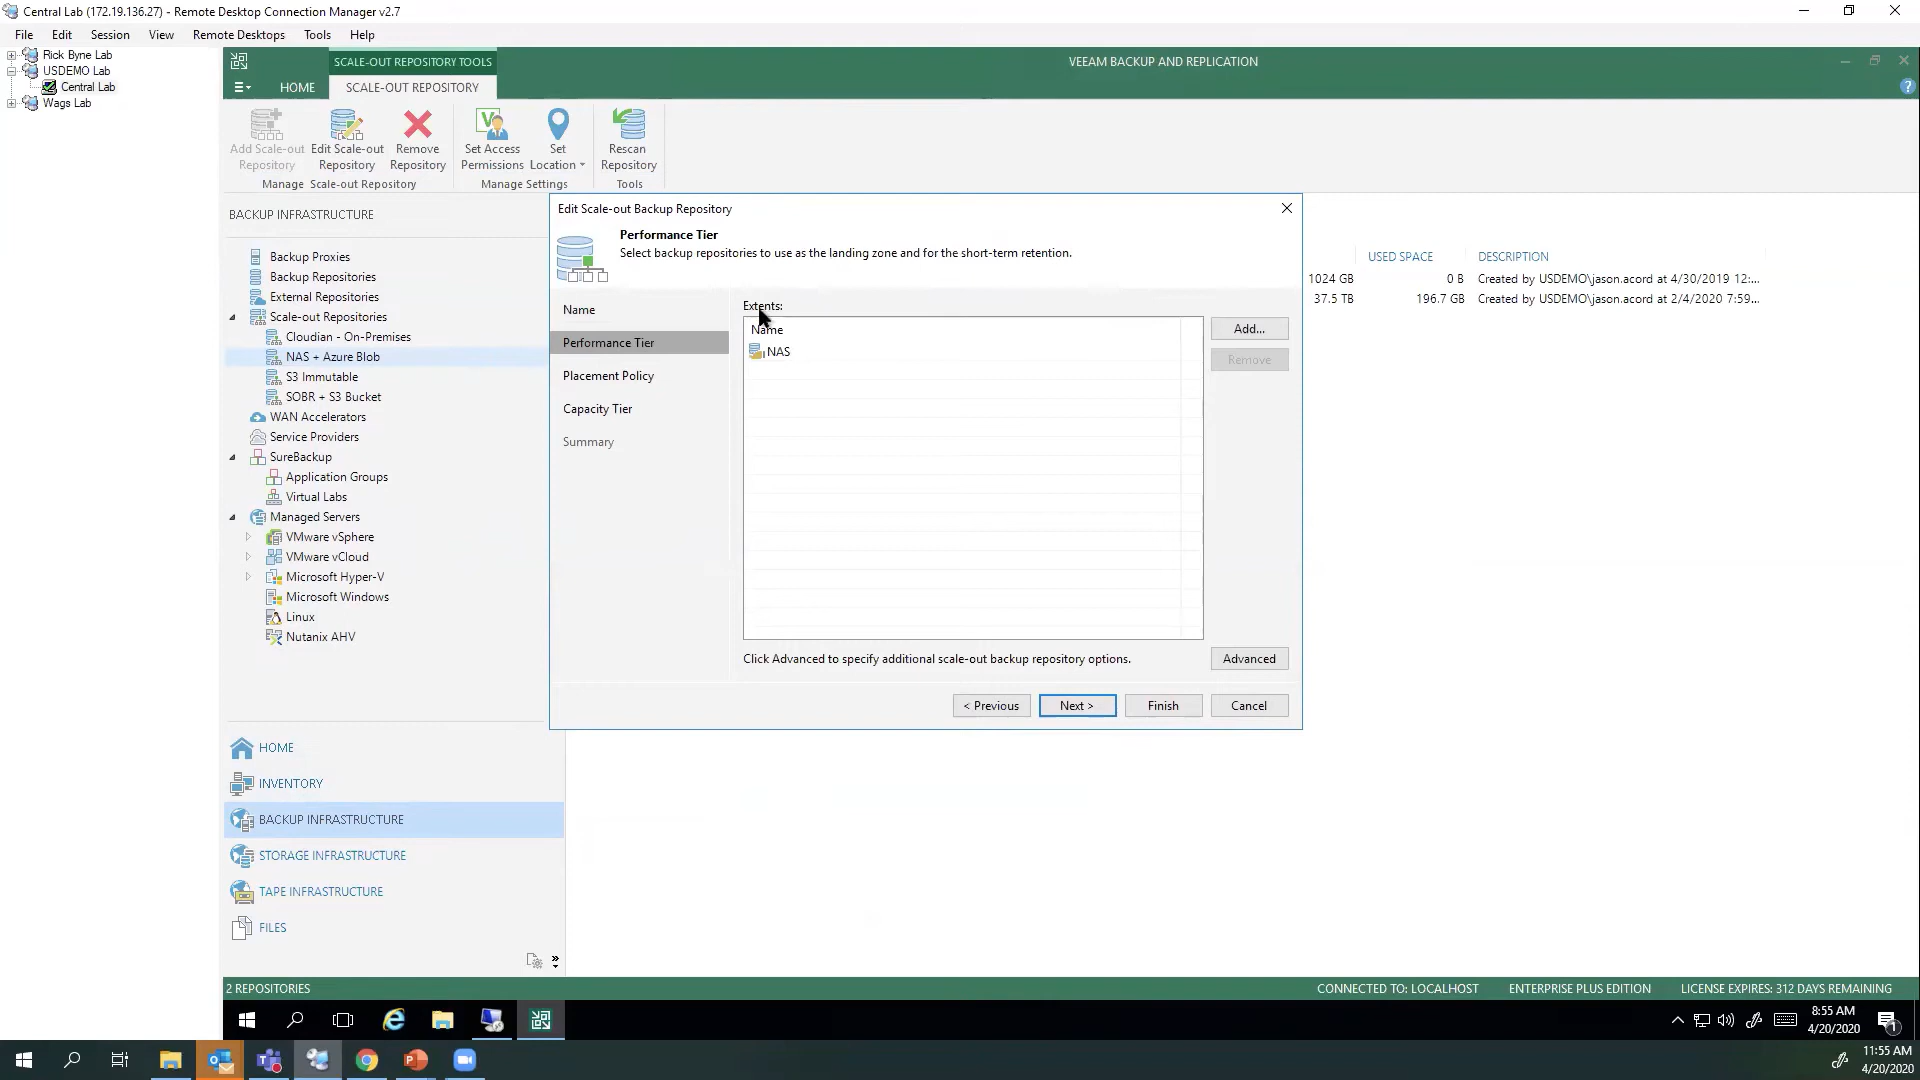 Central Lab (172.19.136.27) - Remote Desktop Connection Manager v2.7
File Edit Session View Remote Desktops Tools Help
Rick Byne Lab
USDEMO Lab
Central Lab
Wags Lab
SCALE-OUT REPOSITORY TOOLS
VEEAM BACKUP AND REPLICATION
HOME SCALE-OUT REPOSITORY
Add Scale-out Repository
Edit Scale-out Repository
Remove Repository
Set Access Permissions
Set Location
Rescan Repository
Manage Scale-out Repository
Manage Settings
Tools
BACKUP INFRASTRUCTURE
Backup Proxies
Backup Repositories
External Repositories
Scale-out Repositories
Cloudian - On-Premises
NAS + Azure Blob
S3 Immutable
SOBR + S3 Bucket
WAN Accelerators
Service Providers
SureBackup
Application Groups
Virtual Labs
Managed Servers
VMware vSphere
VMware vCloud
Microsoft Hyper-V
Microsoft Windows
Linux
Nutanix AHV
HOME
INVENTORY
BACKUP INFRASTRUCTURE
STORAGE INFRASTRUCTURE
TAPE INFRASTRUCTURE
FILES
Edit Scale-out Backup Repository
Performance Tier
Select backup repositories to use as the landing zone and for the short-term retention.
Name
Performance Tier
Placement Policy
Capacity Tier
Summary
Extents:
Name
NAS
Add...
Remove
Click Advanced to specify additional scale-out backup repository options.
Advanced
< Previous
Next >
Finish
Cancel
USED SPACE DESCRIPTION
1024 GB 0 B Created by USDEMO\jason.acord at 4/30/2019 12:...
37.5 TB 196.7 GB Created by USDEMO\jason.acord at 2/4/2020 7:59...
2 REPOSITORIES
CONNECTED TO: LOCALHOST
ENTERPRISE PLUS EDITION
LICENSE EXPIRES: 312 DAYS REMAINING
8:55 AM
4/20/2020
1
11:55 AM
4/20/2020